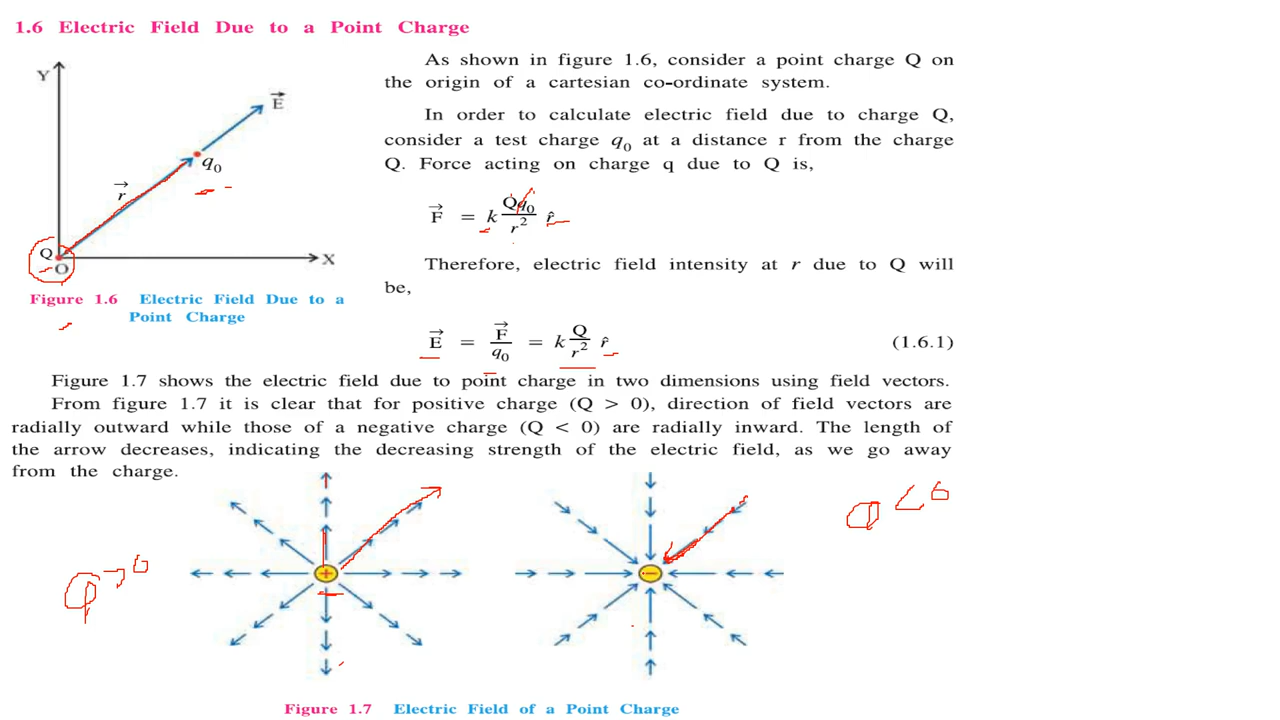 1.6 Electric Field Due to a Point Charge
As shown in figure 1.6, consider a point charge Q on
the origin of a cartesian co-ordinate system.
In order to calculate electric field due to charge Q,
consider a test charge q₀ at a distance r from the charge
Q. Force acting on charge q due to Q is,
Y
E⃗
q₀
r⃗
Q
O
X
Figure 1.6 Electric Field Due to a
Point Charge
F⃗ = k Qq₀/r² r̂
Therefore, electric field intensity at r due to Q will
be,
E⃗ = F⃗/q₀ = k Q/r² r̂ (1.6.1)
Figure 1.7 shows the electric field due to point charge in two dimensions using field vectors.
From figure 1.7 it is clear that for positive charge (Q > 0), direction of field vectors are
radially outward while those of a negative charge (Q < 0) are radially inward. The length of
the arrow decreases, indicating the decreasing strength of the electric field, as we go away
from the charge.
+
−
Figure 1.7 Electric Field of a Point Charge